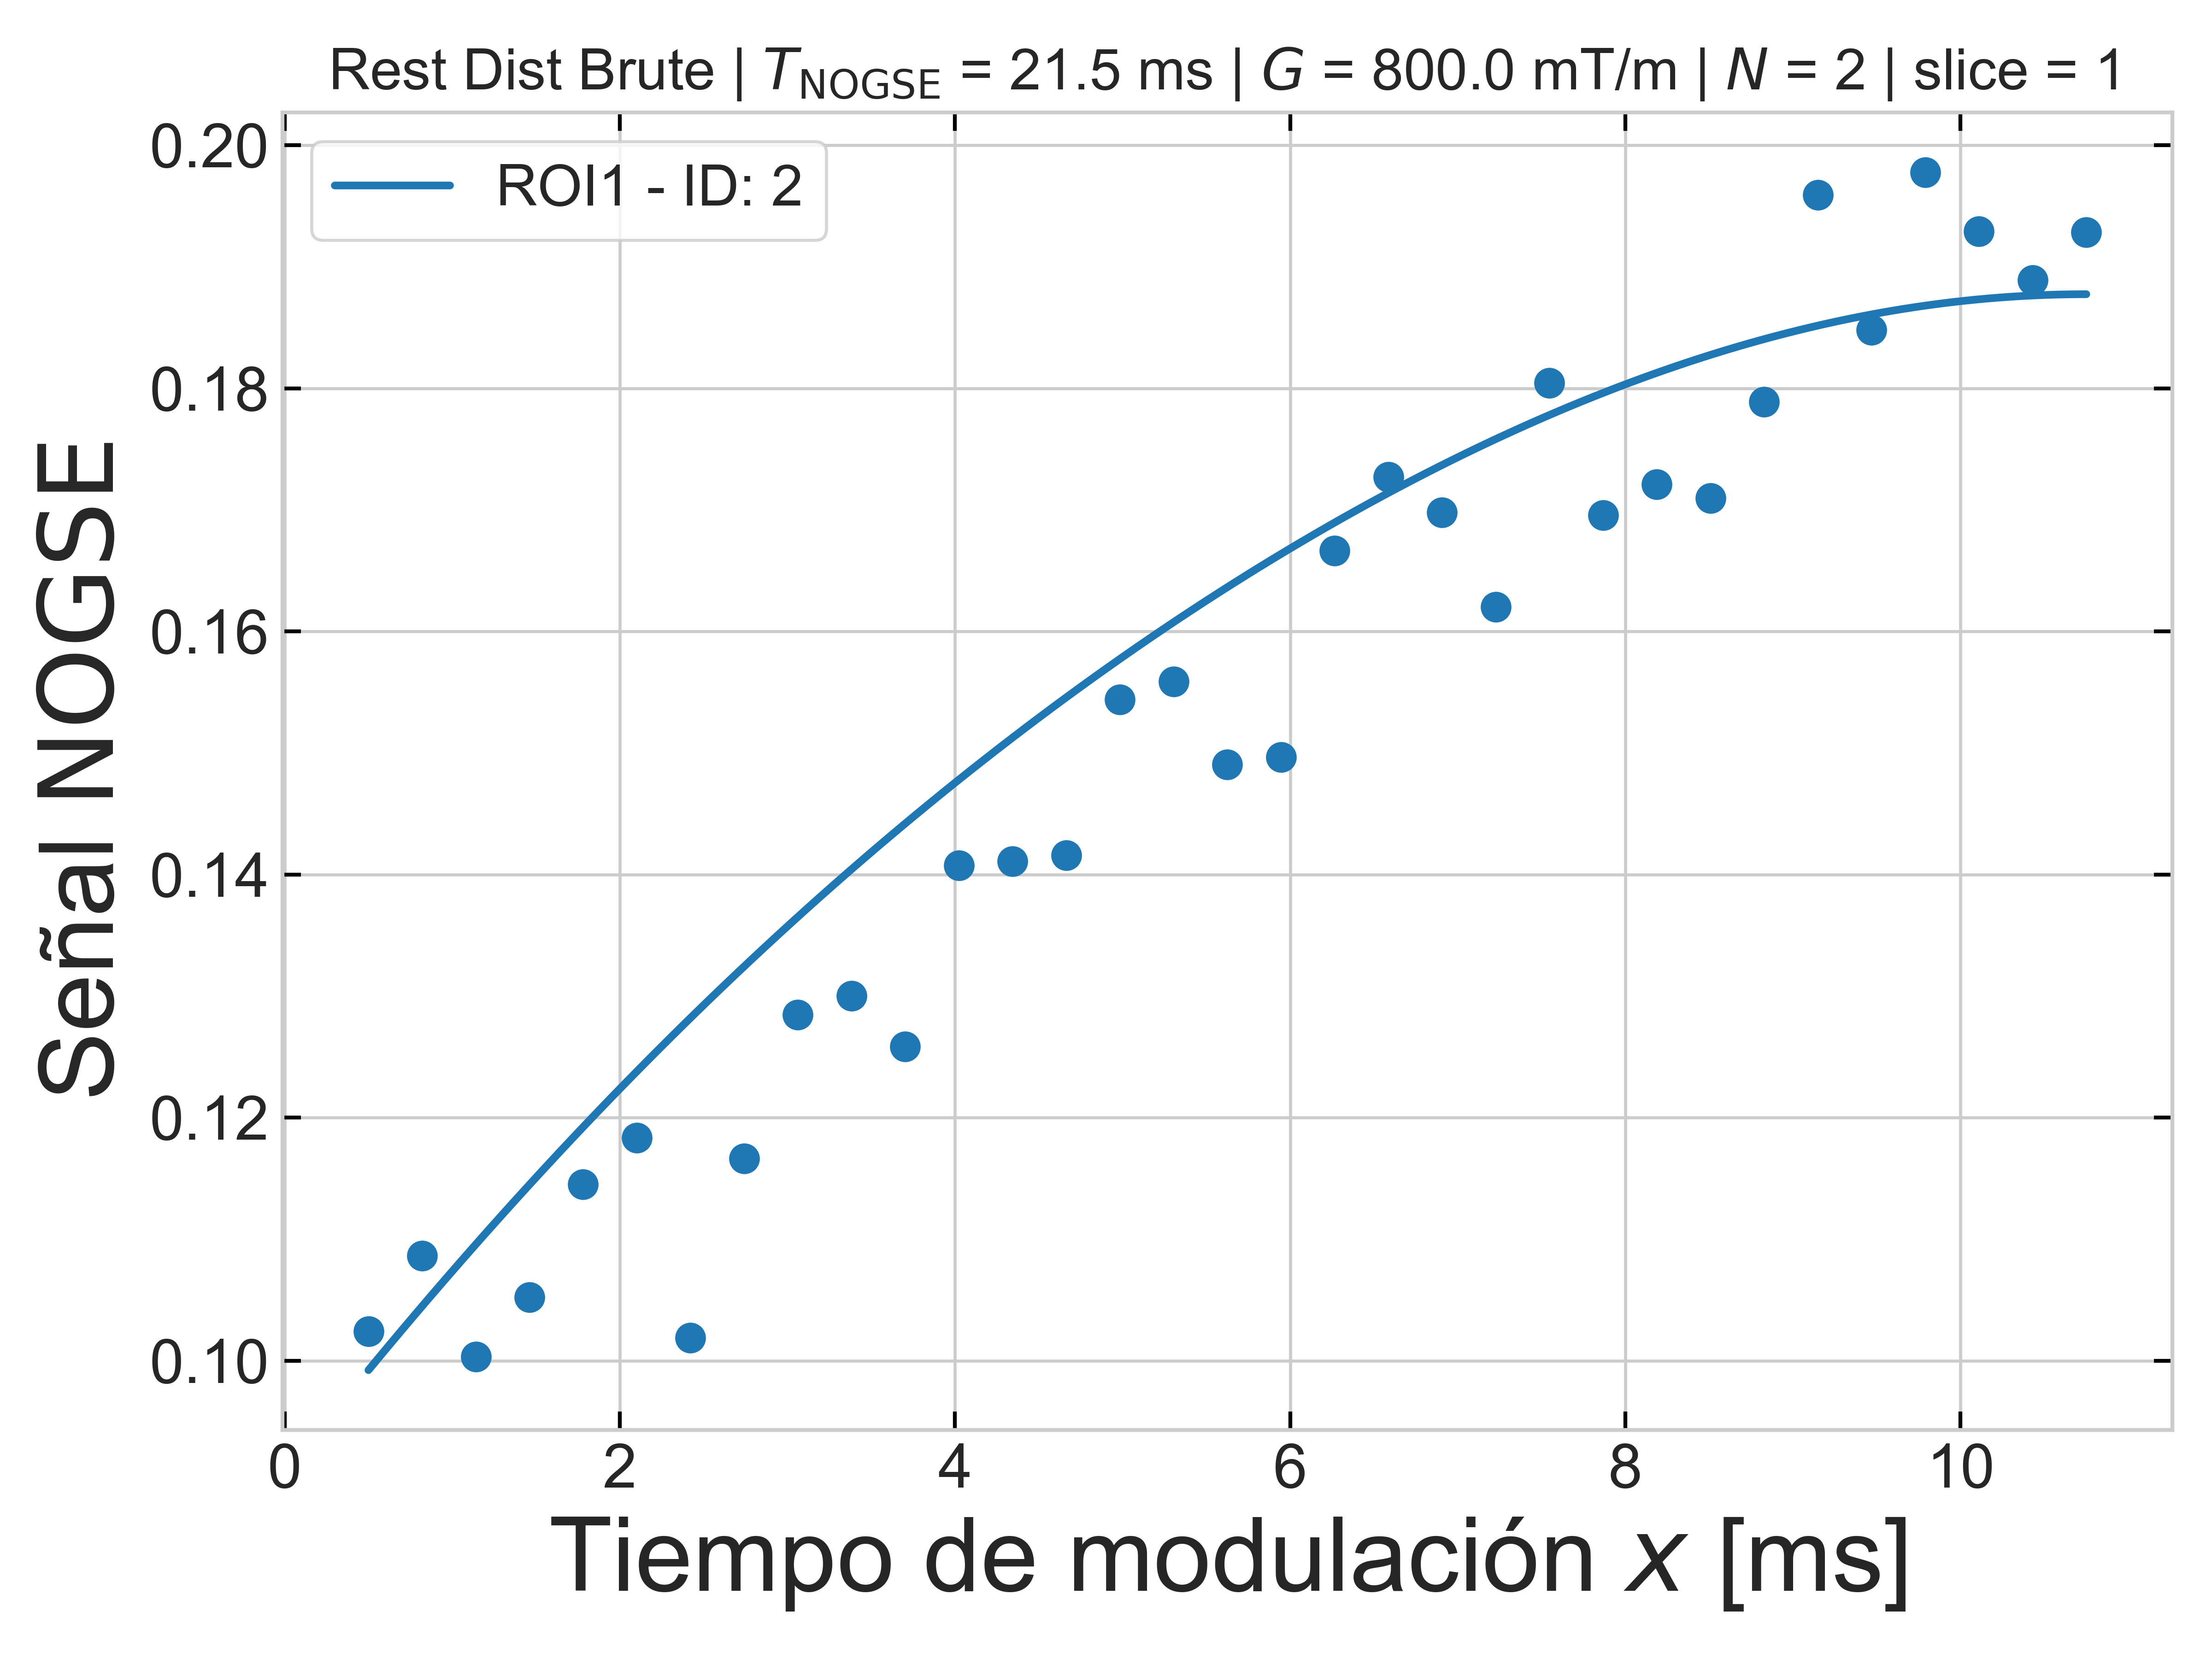 Rest Dist Brute | T_NOGSE = 21.5 ms | G = 800.0 mT/m | N = 2 | slice = 1
ROI1 - ID: 2
Señal NOGSE
0.20
0.18
0.16
0.14
0.12
0.10
0 2 4 6 8 10
Tiempo de modulación x [ms]